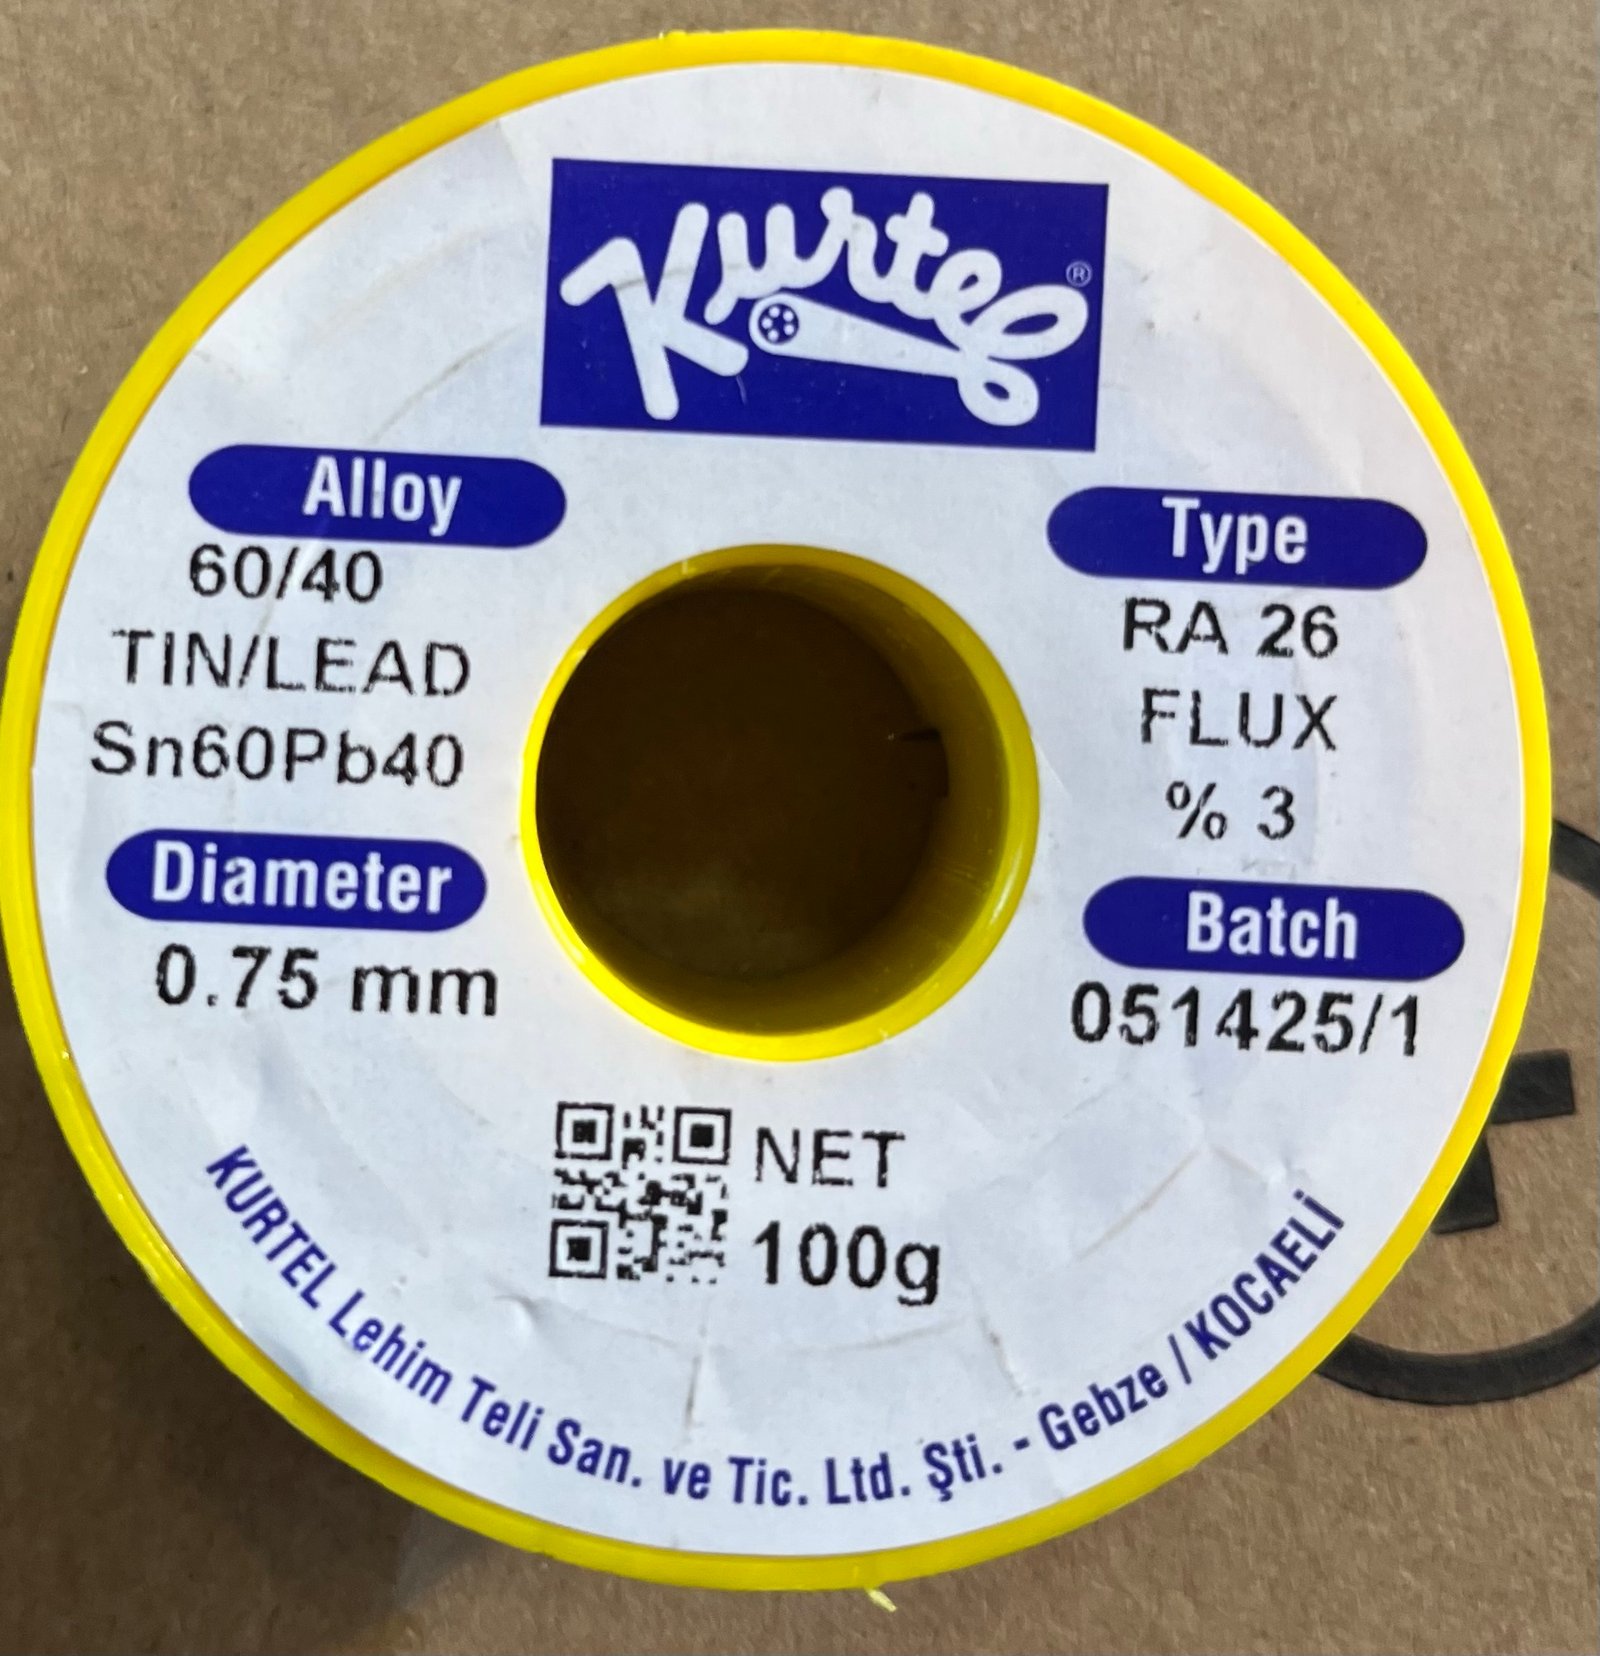 Kurtel®
Alloy
60/40
TIN/LEAD
Sn60Pb40
Type
RA 26
FLUX
% 3
Diameter
0.75 mm
Batch
051425/1
NET
100g
KURTEL Lehim Teli San. ve Tic. Ltd. Şti. - Gebze / KOCAELİ